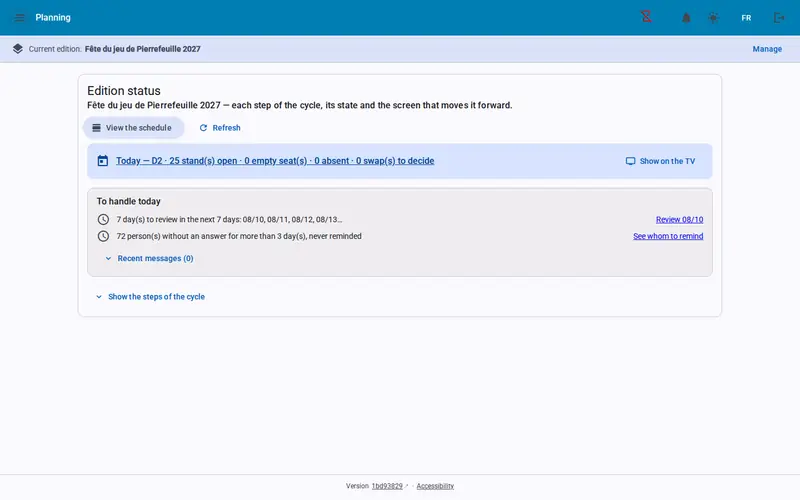 Planning
FR
Current edition: Fête du jeu de Pierrefeuille 2027
Manage
Edition status
Fête du jeu de Pierrefeuille 2027 — each step of the cycle, its state and the screen that moves it forward.
View the schedule
Refresh
Today — D2 · 25 stand(s) open · 0 empty seat(s) · 0 absent · 0 swap(s) to decide
Show on the TV
To handle today
7 day(s) to review in the next 7 days: 08/10, 08/11, 08/12, 08/13…
Review 08/10
72 person(s) without an answer for more than 3 day(s), never reminded
See whom to remind
Recent messages (0)
Show the steps of the cycle
Version 1bd93829 · Accessibility